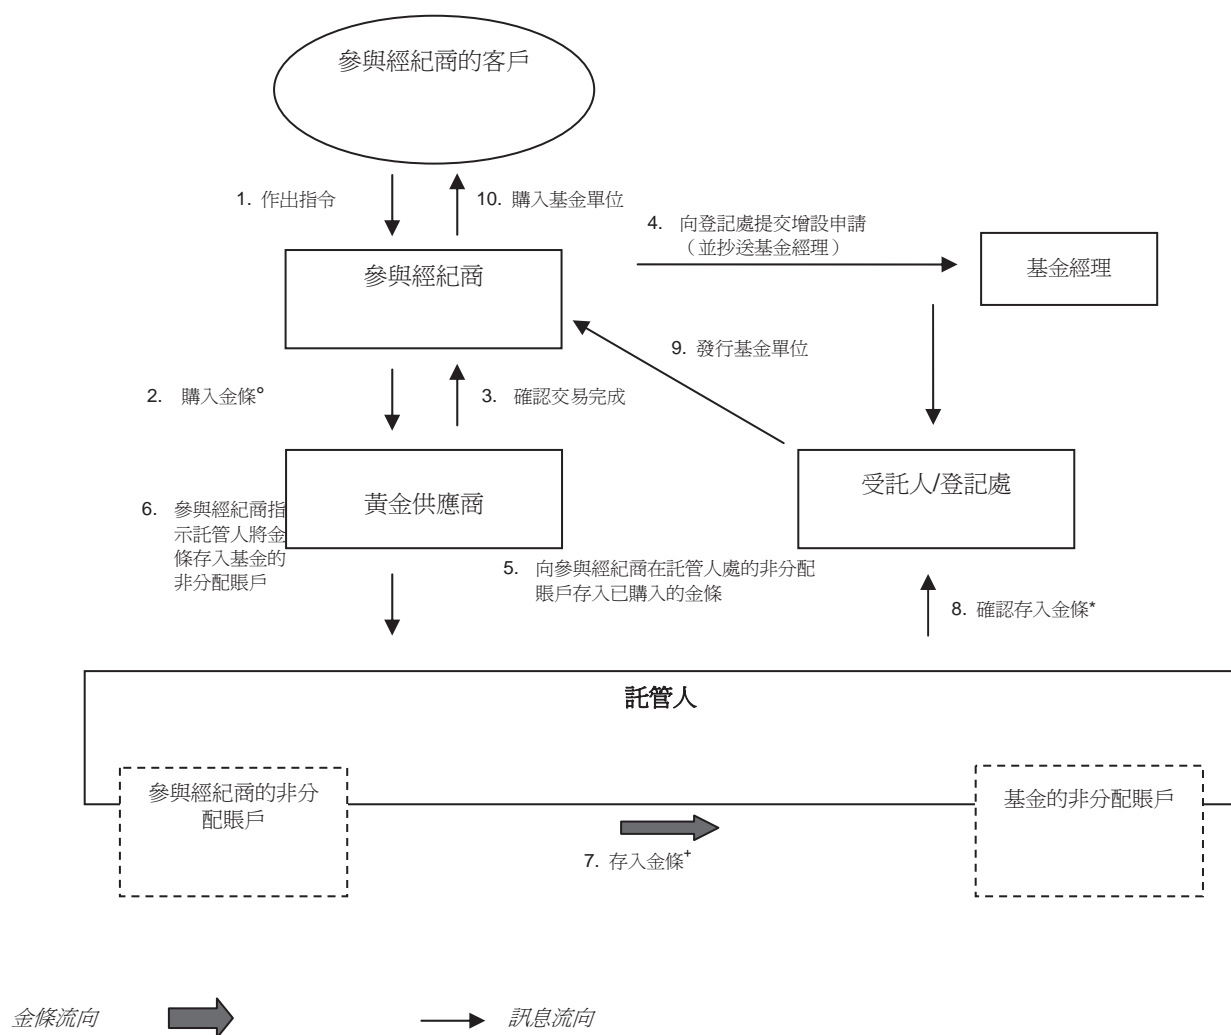 參與經紀商的客戶
1. 作出指令
10. 購入基金單位
4. 向登記處提交增設申請
（並抄送基金經理）
參與經紀商
基金經理
9. 發行基金單位
2. 購入金條°
3. 確認交易完成
黃金供應商
受託人/登記處
6. 參與經紀商指
示託管人將金
條存入基金的
非分配賬戶
5. 向參與經紀商在託管人處的非分配
賬戶存入已購入的金條
8. 確認存入金條*
託管人
參與經紀商的非分
配賬戶
基金的非分配賬戶
7. 存入金條⁺
金條流向
訊息流向